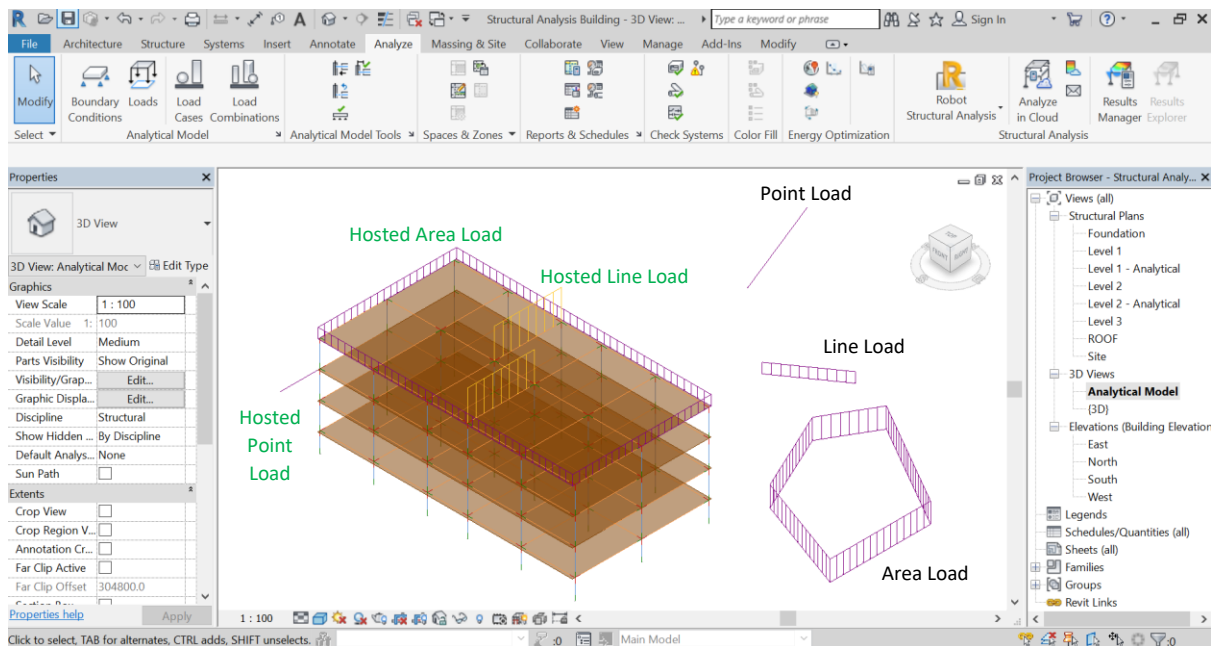 Structural Analysis Building - 3D View: ...
Type a keyword or phrase
Sign In
File Architecture Structure Systems Insert Annotate Analyze Massing & Site Collaborate View Manage Add-Ins Modify
Modify
Boundary Conditions
Loads
Load Cases
Load Combinations
Robot Structural Analysis
Analyze in Cloud
Results Manager
Results Explorer
Select
Analytical Model
Analytical Model Tools
Spaces & Zones
Reports & Schedules
Check Systems
Color Fill
Energy Optimization
Structural Analysis
Properties
3D View
3D View: Analytical Moc
Edit Type
Graphics
View Scale 1 : 100
Scale Value 1: 100
Detail Level Medium
Parts Visibility Show Original
Visibility/Grap... Edit...
Graphic Displa... Edit...
Discipline Structural
Show Hidden ... By Discipline
Default Analys... None
Sun Path
Extents
Crop View
Crop Region V...
Annotation Cr...
Far Clip Active
Far Clip Offset 304800.0
Properties help
Apply
Hosted Area Load
Hosted Line Load
Hosted
Point
Load
Point Load
Line Load
Area Load
TOP
FRONT
RIGHT
1 : 100
Project Browser - Structural Analy...
Views (all)
Structural Plans
Foundation
Level 1
Level 1 - Analytical
Level 2
Level 2 - Analytical
Level 3
ROOF
Site
3D Views
Analytical Model
{3D}
Elevations (Building Elevation
East
North
South
West
Legends
Schedules/Quantities (all)
Sheets (all)
Families
Groups
Revit Links
Click to select, TAB for alternates, CTRL adds, SHIFT unselects.
:0
Main Model
:0